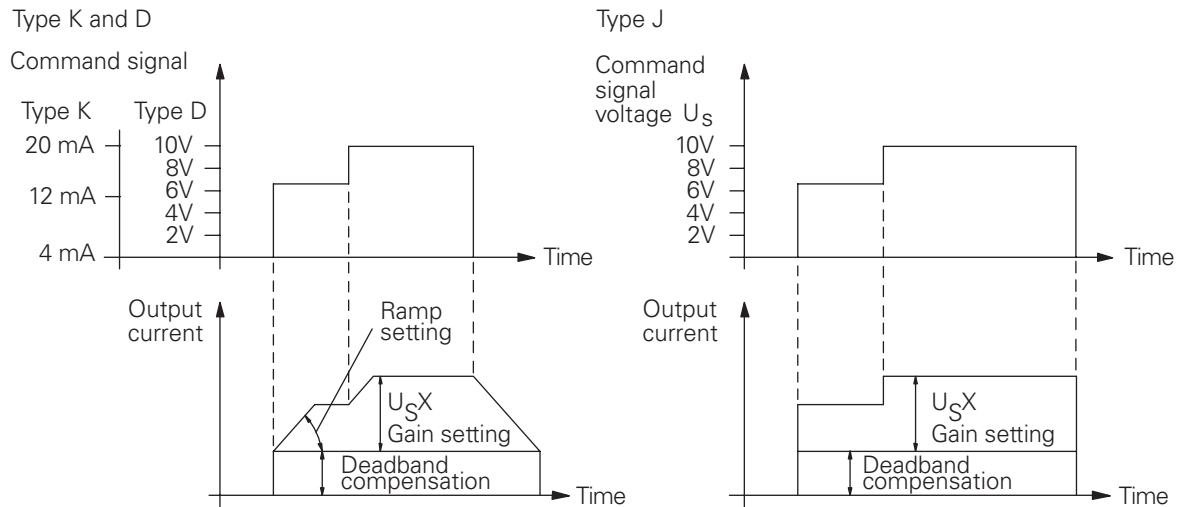 Type K and D
Command signal
Type K
Type D
20 mA
12 mA
4 mA
10V
8V
6V
4V
2V
Time
Output
current
Ramp
setting
USX
Gain setting
Deadband
compensation
Time
Type J
Command
signal
voltage US
10V
8V
6V
4V
2V
Time
Output
current
USX
Gain setting
Deadband
compensation
Time